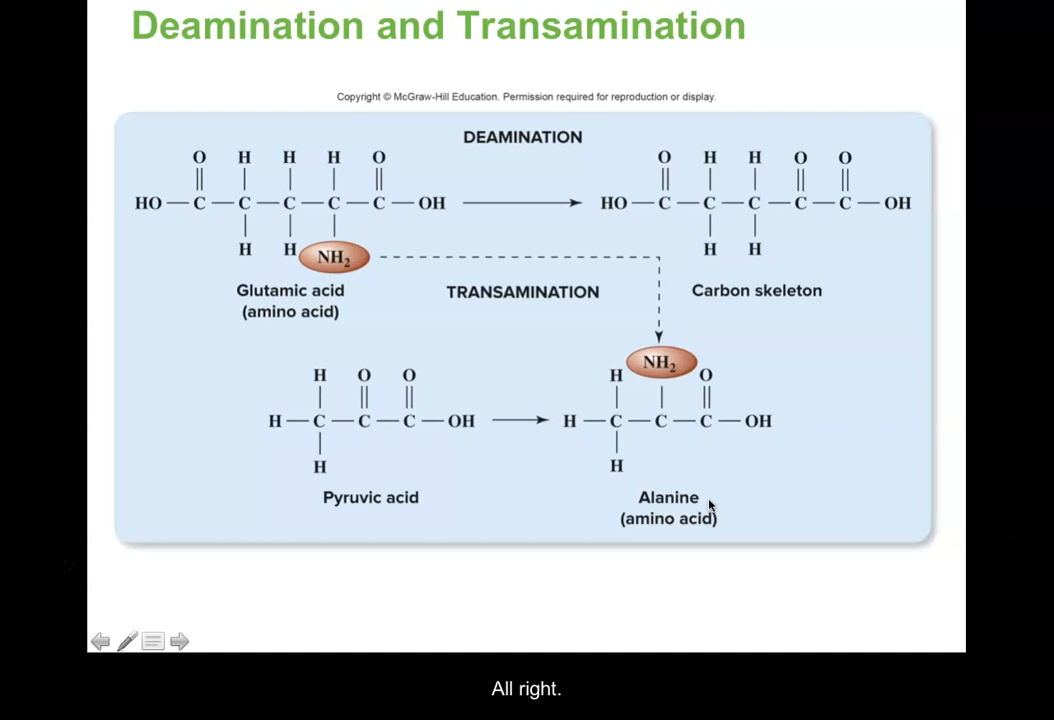 Deamination and Transamination
Copyright © McGraw-Hill Education. Permission required for reproduction or display.
DEAMINATION
O H H H O
HO — C — C — C — C — C — OH
H H NH₂
Glutamic acid
(amino acid)
O H H O O
HO — C — C — C — C — C — OH
H H
Carbon skeleton
TRANSAMINATION
H O O
H — C — C — C — OH
H
Pyruvic acid
NH₂
H O
H — C — C — C — OH
H
Alanine
(amino acid)
All right.